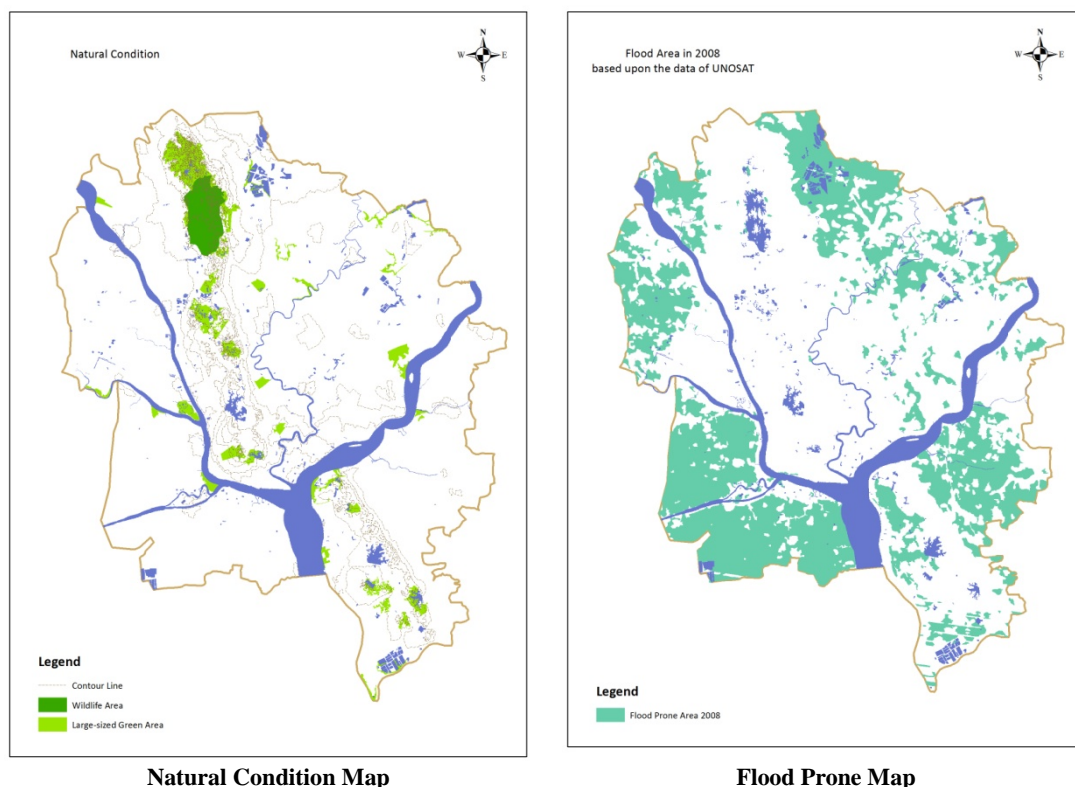 Natural Condition
N
W E
S
Legend
Contour Line
Wildlife Area
Large-sized Green Area
Natural Condition Map
Flood Area in 2008
based upon the data of UNOSAT
N
W E
S
Legend
Flood Prone Area 2008
Flood Prone Map